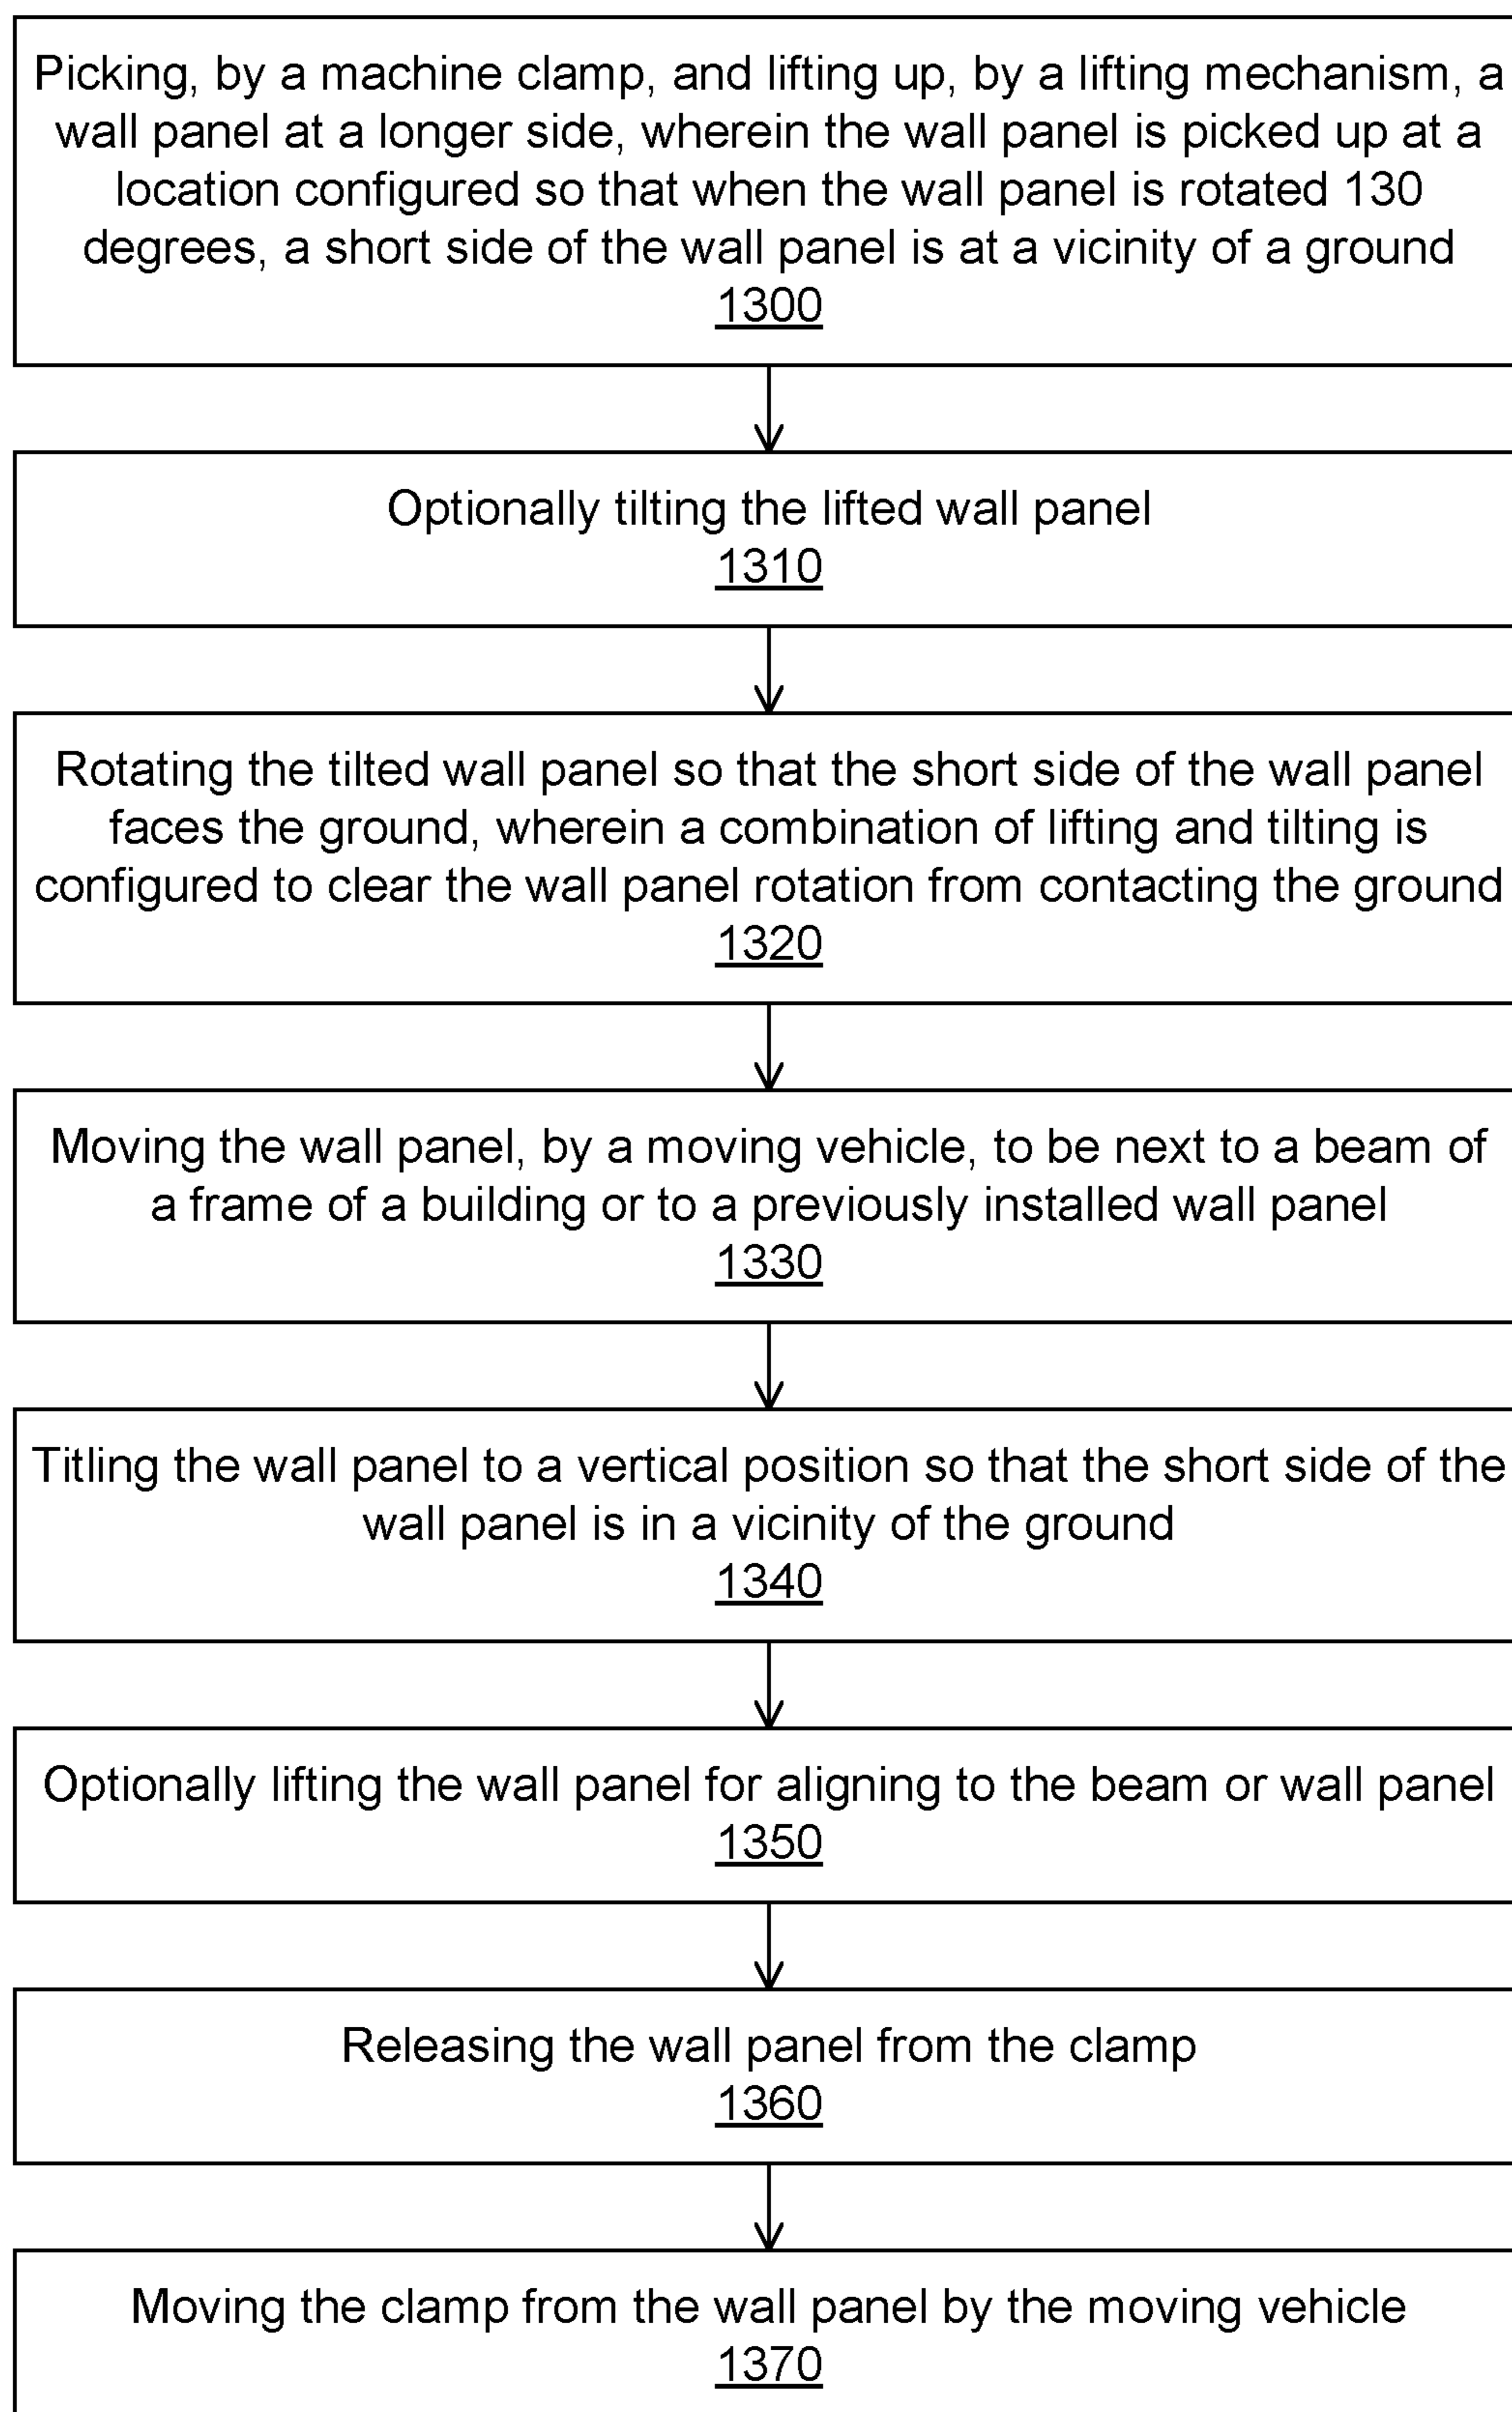 Picking, by a machine clamp, and lifting up, by a lifting mechanism, a
wall panel at a longer side, wherein the wall panel is picked up at a
location configured so that when the wall panel is rotated 130
degrees, a short side of the wall panel is at a vicinity of a ground
1300
Optionally tilting the lifted wall panel
1310
Rotating the tilted wall panel so that the short side of the wall panel
faces the ground, wherein a combination of lifting and tilting is
configured to clear the wall panel rotation from contacting the ground
1320
Moving the wall panel, by a moving vehicle, to be next to a beam of
a frame of a building or to a previously installed wall panel
1330
Titling the wall panel to a vertical position so that the short side of the
wall panel is in a vicinity of the ground
1340
Optionally lifting the wall panel for aligning to the beam or wall panel
1350
Releasing the wall panel from the clamp
1360
Moving the clamp from the wall panel by the moving vehicle
1370